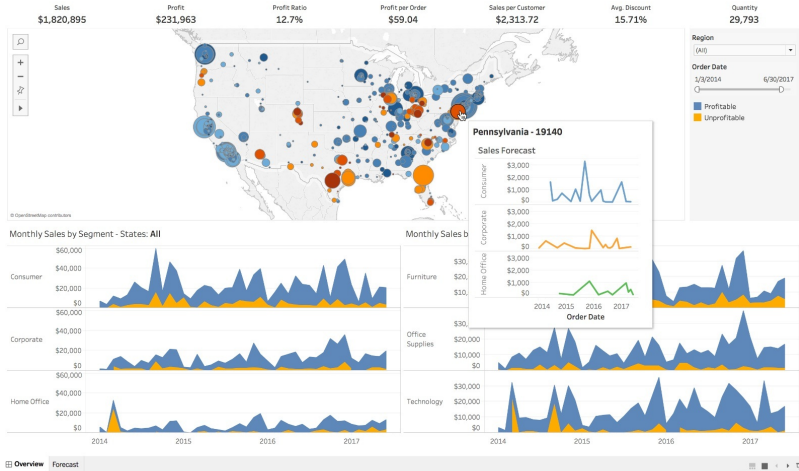 Sales Profit Profit Ratio Profit per Order Sales per Customer Avg. Discount Quantity
$1,820,895 $231,963 12.7% $59.04 $2,313.72 15.71% 29,793
Region
(All)
Order Date
1/3/2014 6/30/2017
Profitable
Unprofitable
Pennsylvania - 19140
Sales Forecast
Consumer
$3,000
$2,000
$1,000
$0
Corporate
$3,000
$2,000
$1,000
$0
Home Office
$3,000
$2,000
$1,000
$0
2014 2015 2016 2017
Order Date
© OpenStreetMap contributors
Monthly Sales by Segment - States: All
Consumer
$60,000
$40,000
$20,000
$0
Corporate
$60,000
$40,000
$20,000
$0
Home Office
$60,000
$40,000
$20,000
$0
2014 2015 2016 2017
Monthly Sales b
Furniture
$30,
$20,
$10,
Office
Supplies
$30,
$20,000
$10,000
$0
Technology
$30,000
$20,000
$10,000
$0
2014 2015 2016 2017
Overview Forecast